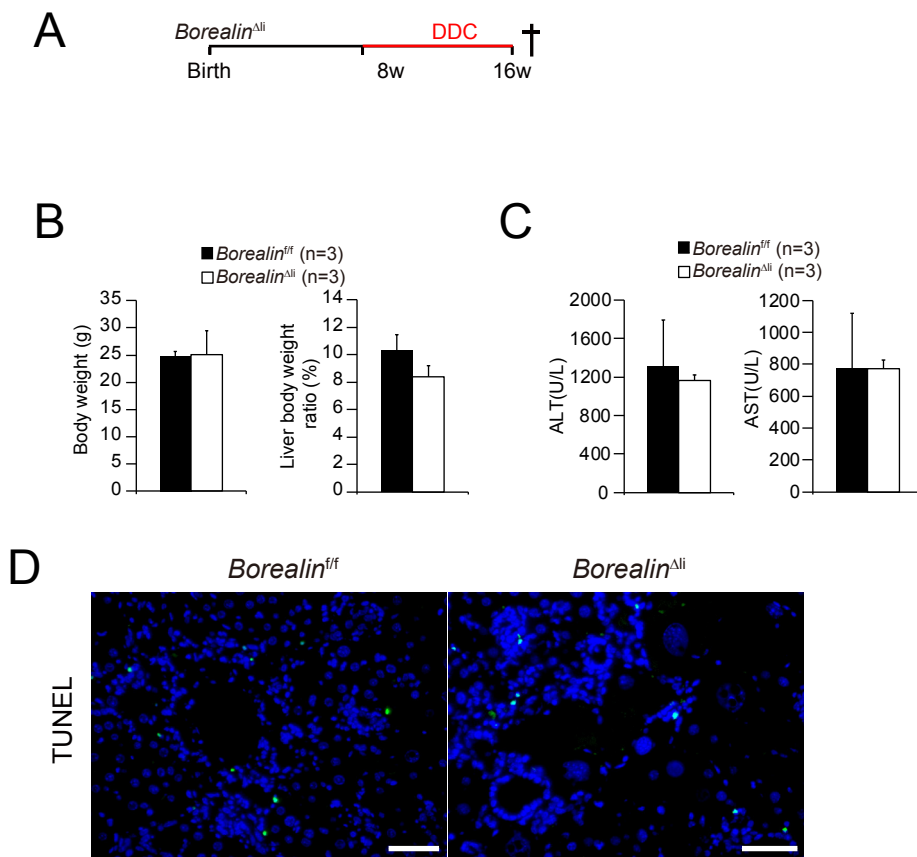 A
Borealin^Δli
DDC
Birth
8w
16w
B
Borealin^f/f (n=3)
Borealin^Δli (n=3)
Body weight (g)
35
30
25
20
15
10
5
0
Liver body weight
ratio (%)
14
12
10
8
6
4
2
0
C
Borealin^f/f (n=3)
Borealin^Δli (n=3)
ALT(U/L)
2000
1600
1200
800
400
0
AST(U/L)
1200
1000
800
600
400
200
0
D
Borealin^f/f
Borealin^Δli
TUNEL